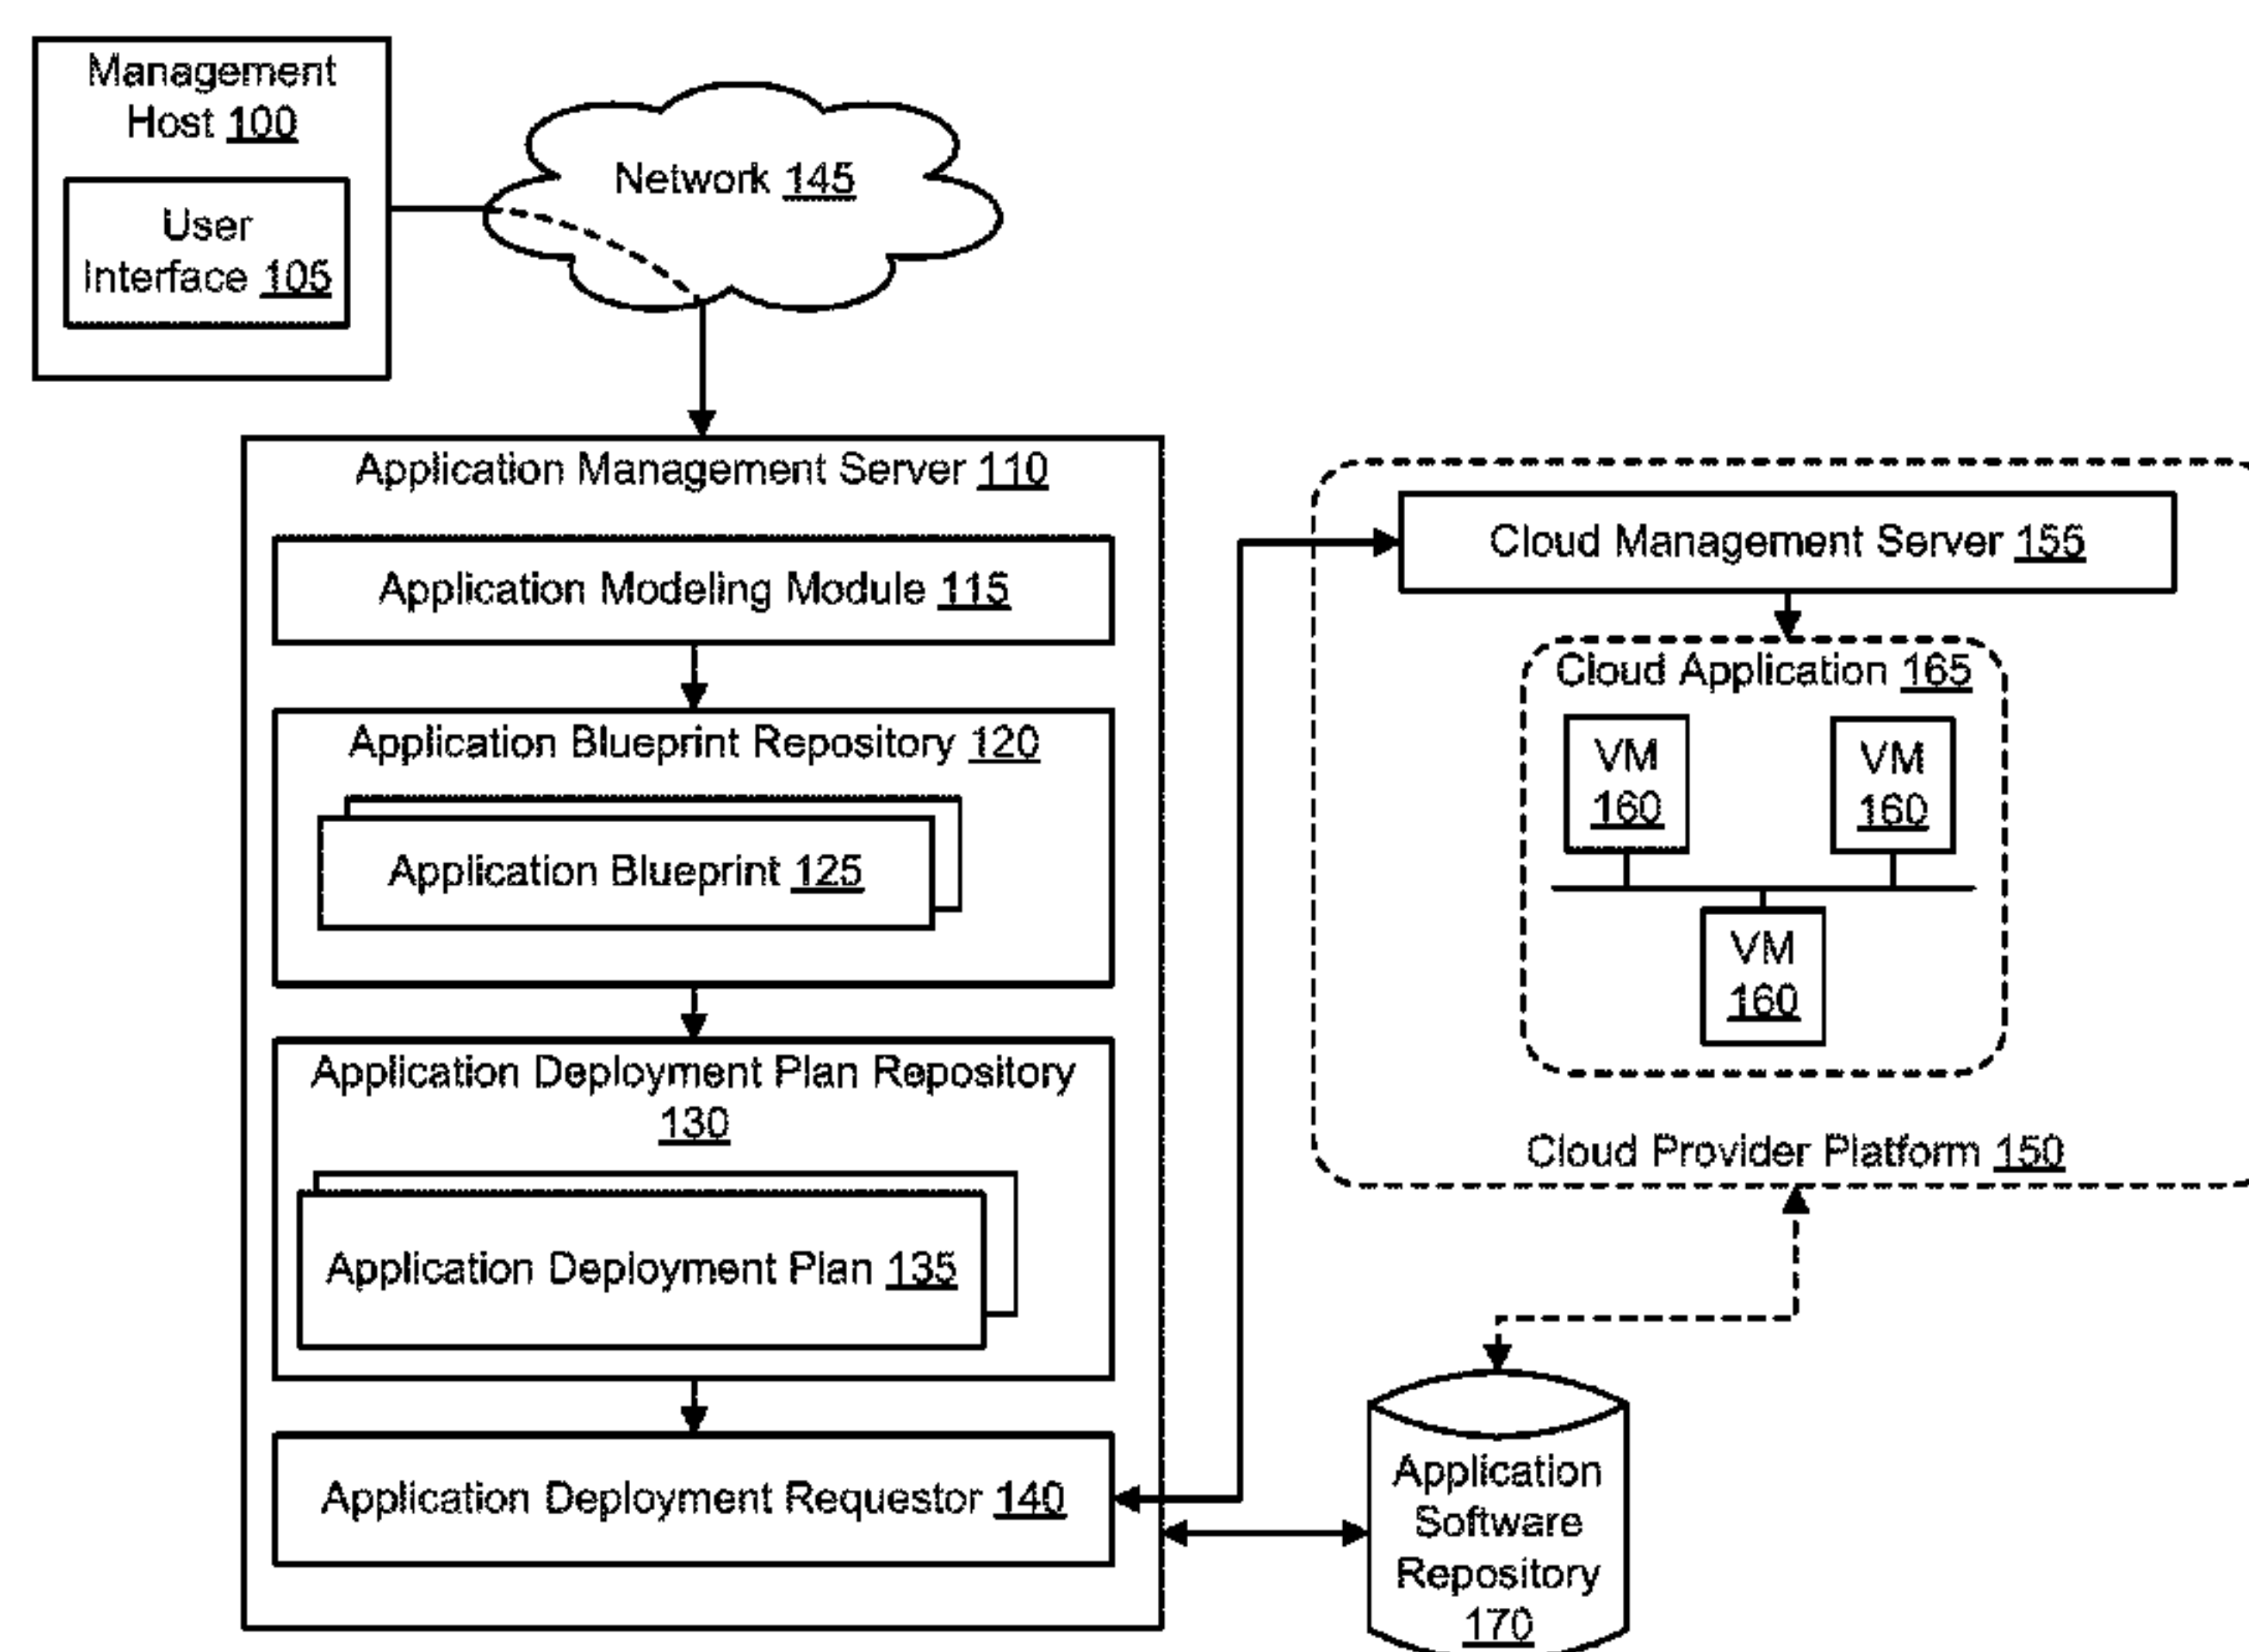 Management
Host 100
User
Interface 105
Network 145
Application Management Server 110
Application Modeling Module 115
Application Blueprint Repository 120
Application Blueprint 125
Application Deployment Plan Repository
130
Application Deployment Plan 135
Application Deployment Requestor 140
Cloud Management Server 155
Cloud Application 165
VM
160
VM
160
VM
160
Cloud Provider Platform 150
Application
Software
Repository
170